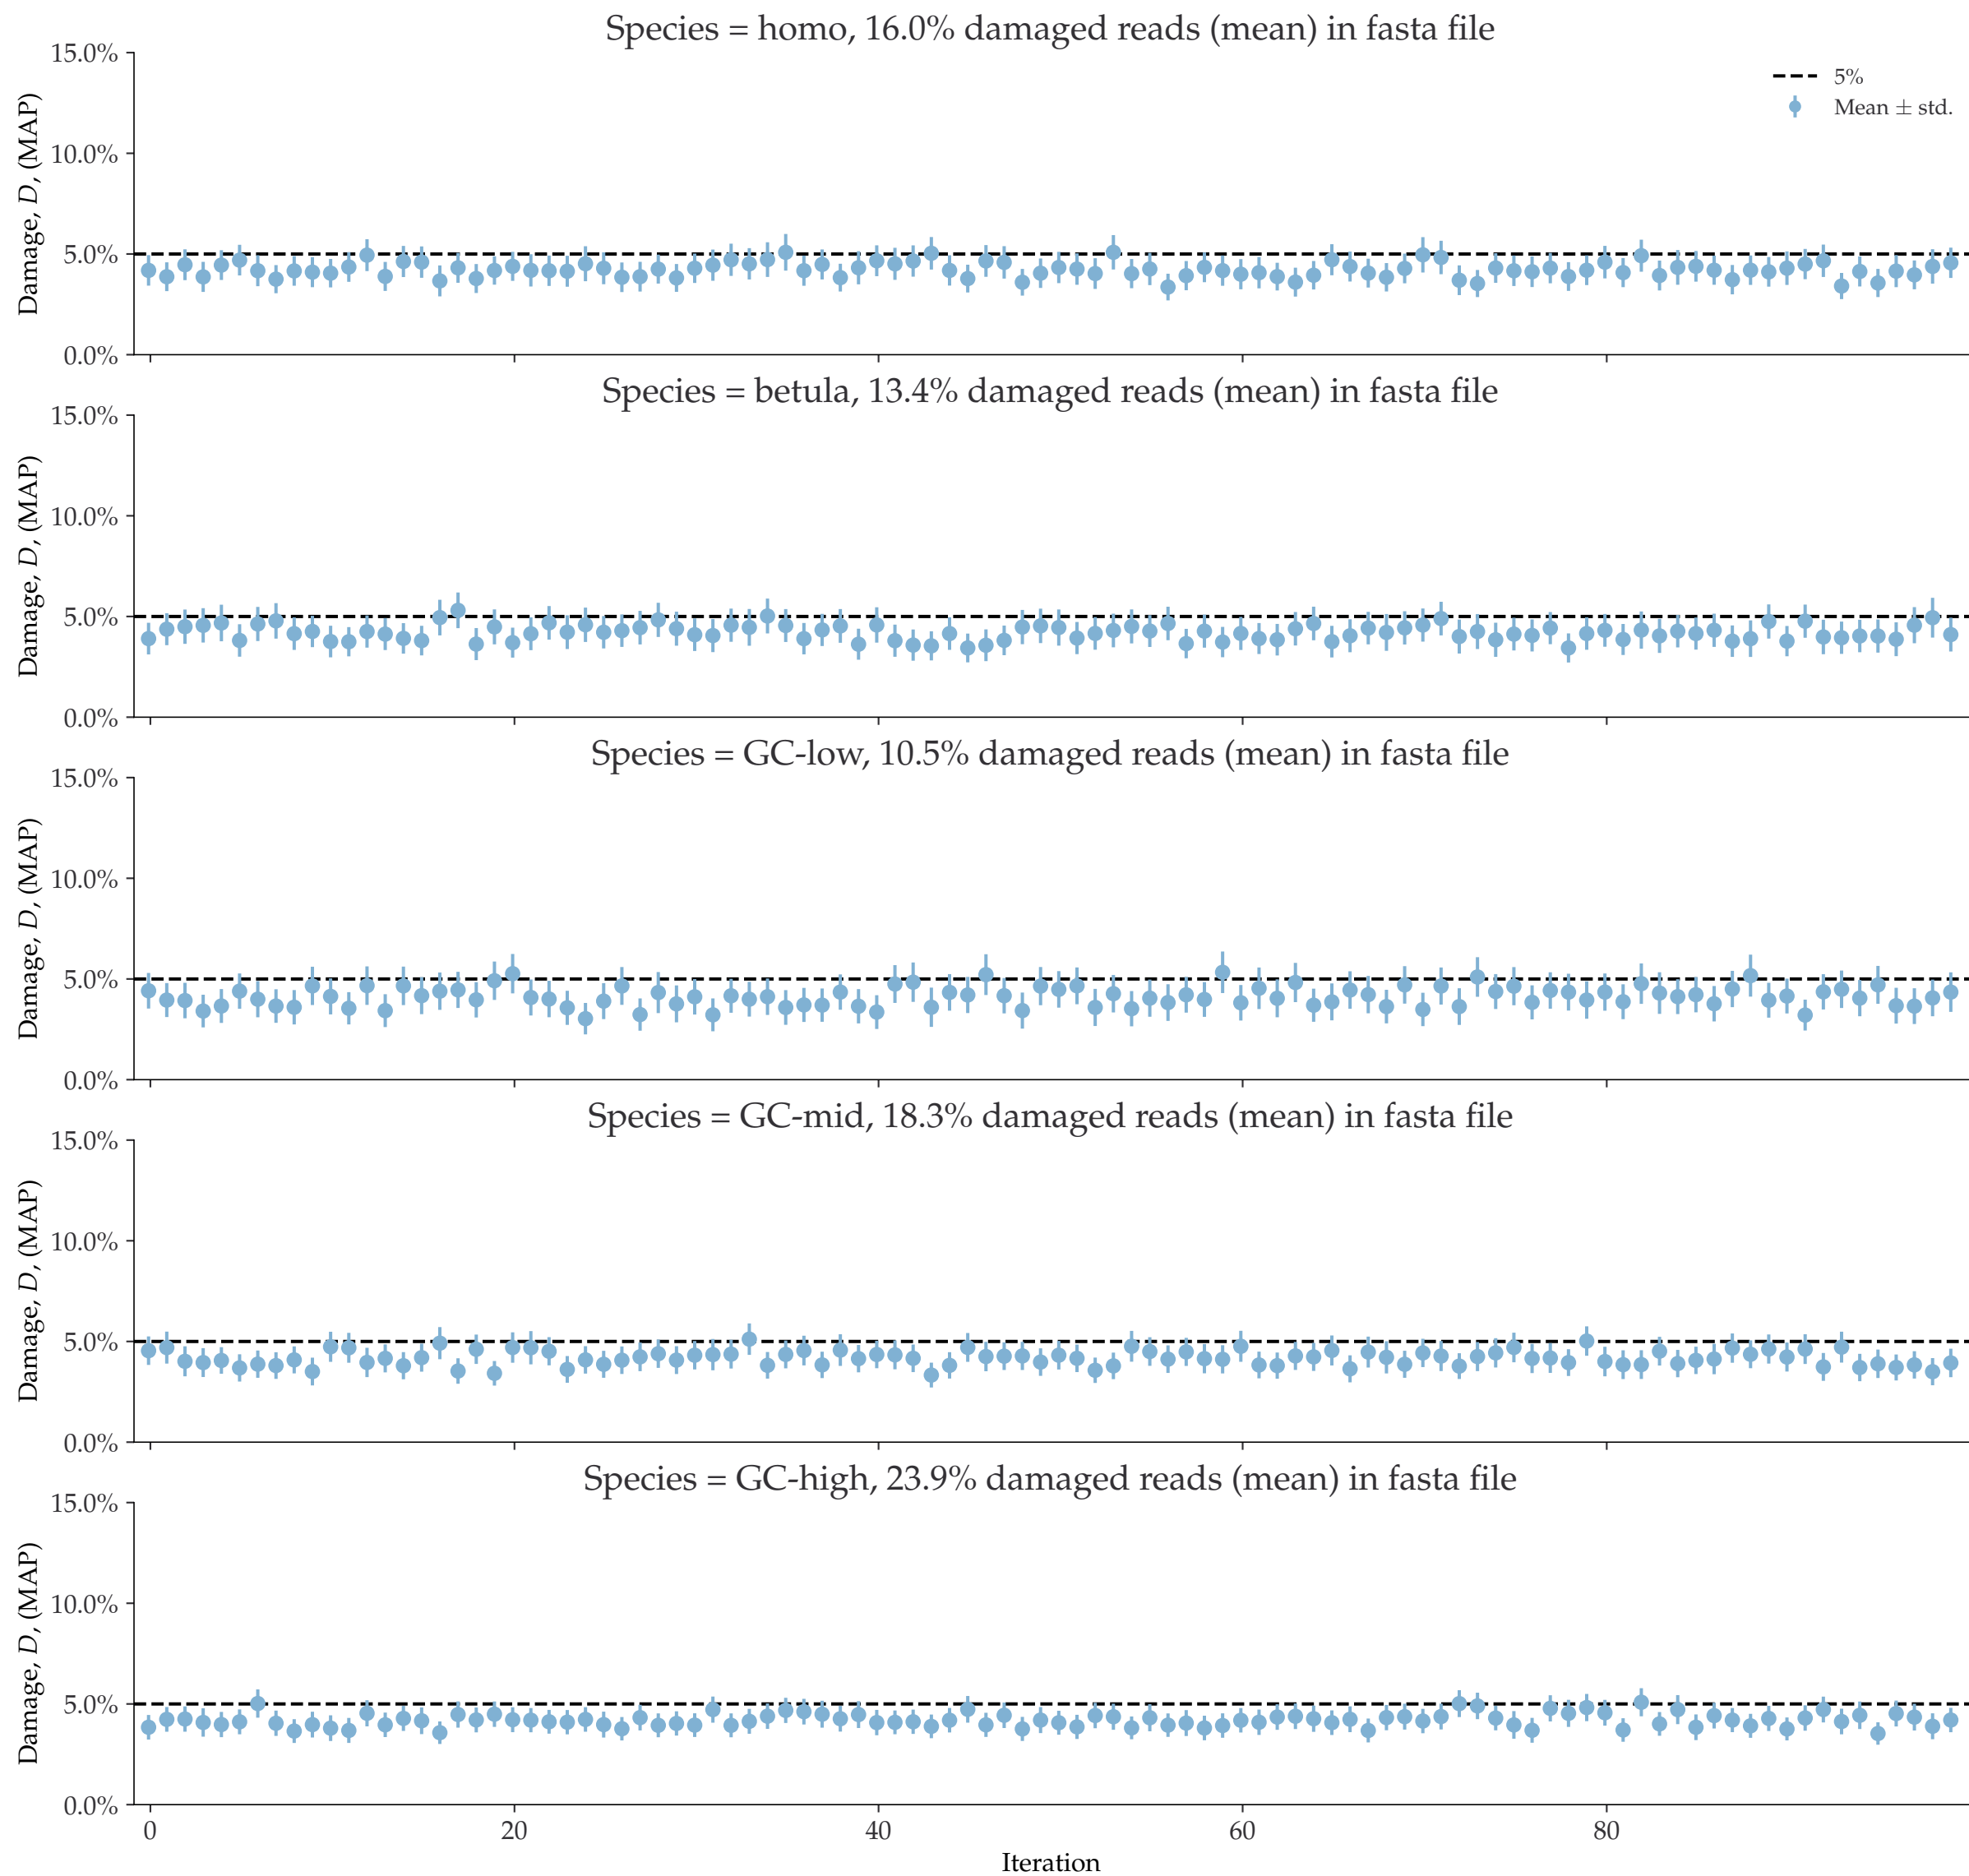 Species = homo, 16.0% damaged reads (mean) in fasta file
15.0%
10.0%
5.0%
0.0%
Damage, D, (MAP)
5%
Mean ± std.
Species = betula, 13.4% damaged reads (mean) in fasta file
15.0%
10.0%
5.0%
0.0%
Damage, D, (MAP)
Species = GC-low, 10.5% damaged reads (mean) in fasta file
15.0%
10.0%
5.0%
0.0%
Damage, D, (MAP)
Species = GC-mid, 18.3% damaged reads (mean) in fasta file
15.0%
10.0%
5.0%
0.0%
Damage, D, (MAP)
Species = GC-high, 23.9% damaged reads (mean) in fasta file
15.0%
10.0%
5.0%
0.0%
Damage, D, (MAP)
0 20 40 60 80
Iteration